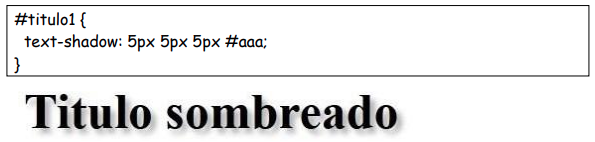 #titulo1 {
text-shadow: 5px 5px 5px #aaa;
}
Titulo sombreado